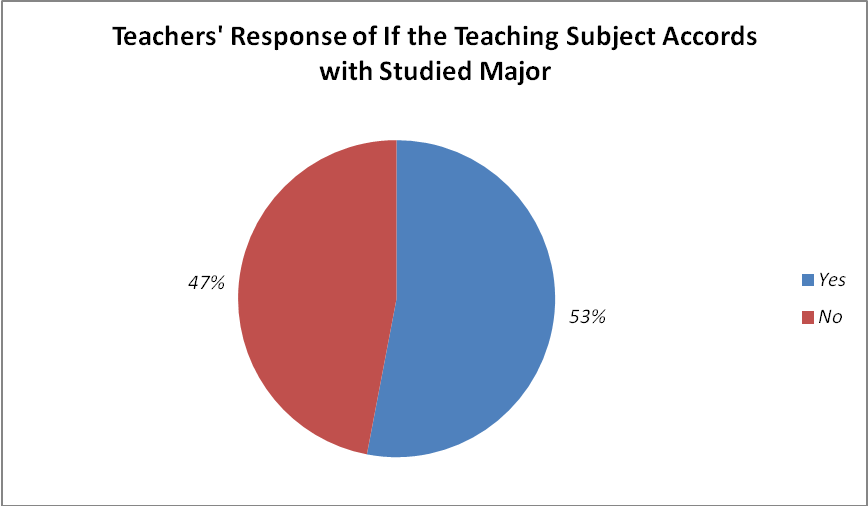 Teachers' Response of If the Teaching Subject Accords
with Studied Major
47%
53%
Yes
No